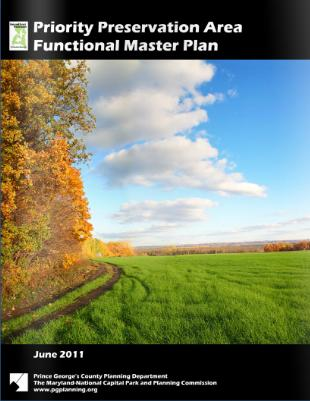 Priority Preservation Area
Functional Master Plan
June 2011
Prince George's County Planning Department
The Maryland-National Capital Park and Planning Commission
www.pgplanning.org